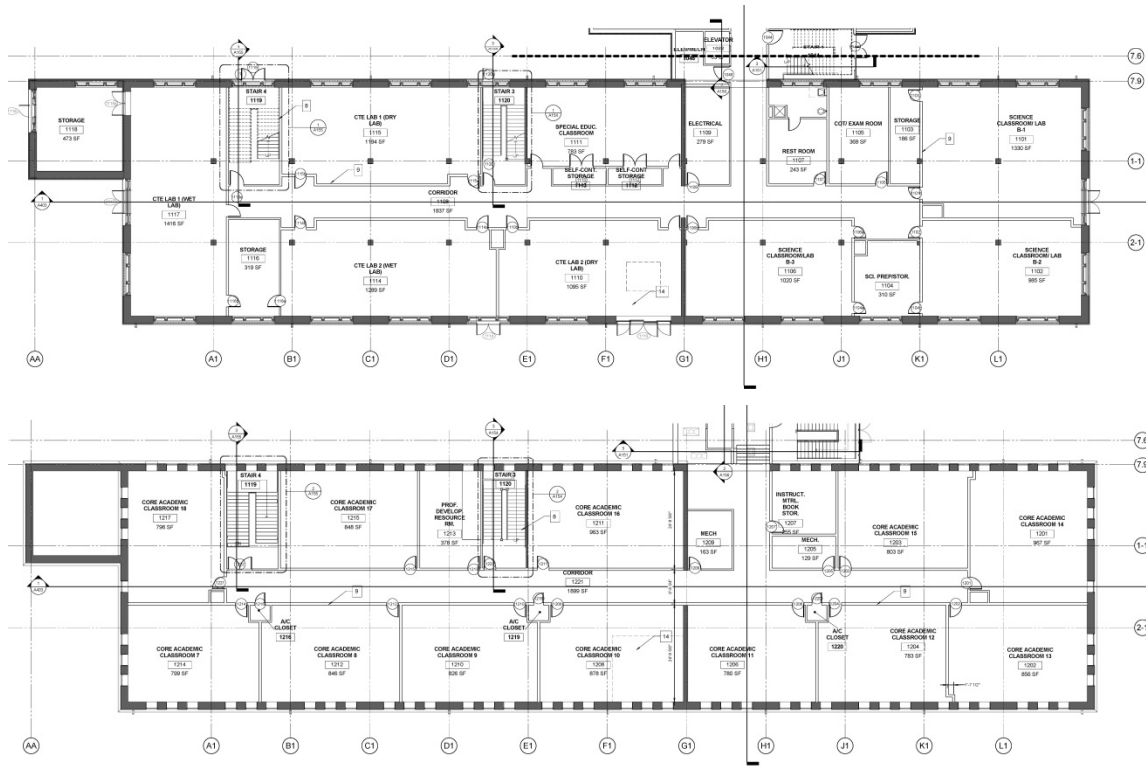 7.6
7.9
1-1
2-1
ELEVATOR
STAIR 1
STORAGE
1118
473 SF
STAIR 4
1119
8
CTE LAB 1 (DRY
LAB)
1115
1194 SF
9
STAIR 3
1120
SPECIAL EDUC.
CLASSROOM
1111
783 SF
SELF-CONT.
STORAGE
SELF-CONT
STORAGE
ELECTRICAL
1109
279 SF
REST ROOM
1107
243 SF
COT/ EXAM ROOM
1105
309 SF
STORAGE
1103
186 SF
9
SCIENCE
CLASSROOM/ LAB
B-1
1101
1330 SF
CTE LAB 1 (WET
LAB)
1117
1416 SF
CORRIDOR
1837 SF
STORAGE
1116
319 SF
CTE LAB 2 (WET
LAB)
1114
1289 SF
CTE LAB 2 (DRY
LAB)
1110
1095 SF
14
SCIENCE
CLASSROOM/LAB
B-3
1106
1020 SF
SCI. PREP/STOR.
1104
310 SF
SCIENCE
CLASSROOM/ LAB
B-2
1102
985 SF
AA
A1
B1
C1
D1
E1
F1
G1
H1
J1
K1
L1
7.6
7.9
1-1
2-1
CORE ACADEMIC
CLASSROOM 18
1217
796 SF
STAIR 4
1119
CORE ACADEMIC
CLASSROOM 17
1215
848 SF
PROF.
DEVELOP
RESOURCE
RM.
1213
378 SF
STAIR 3
1120
8
CORE ACADEMIC
CLASSROOM 16
1211
963 SF
MECH
1209
163 SF
INSTRUCT.
MTRL.
BOOK
STOR.
1207
255 SF
MECH.
1205
129 SF
CORE ACADEMIC
CLASSROOM 15
1203
803 SF
CORE ACADEMIC
CLASSROOM 14
1201
967 SF
CORRIDOR
1221
1699 SF
9
9
CORE ACADEMIC
CLASSROOM 7
1214
799 SF
A/C
CLOSET
1216
CORE ACADEMIC
CLASSROOM 8
1212
846 SF
CORE ACADEMIC
CLASSROOM 9
1210
826 SF
A/C
CLOSET
1219
CORE ACADEMIC
CLASSROOM 10
1208
878 SF
14
CORE ACADEMIC
CLASSROOM 11
1206
780 SF
A/C
CLOSET
1220
CORE ACADEMIC
CLASSROOM 12
1204
783 SF
CORE ACADEMIC
CLASSROOM 13
1202
856 SF
AA
A1
B1
C1
D1
E1
F1
G1
H1
J1
K1
L1